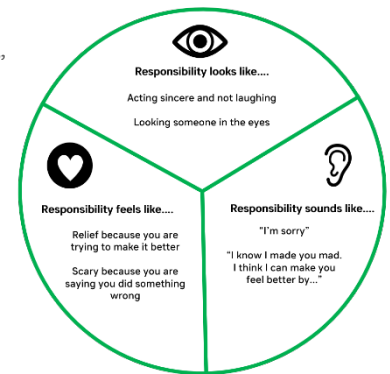 ”
Responsibility looks like....
Acting sincere and not laughing
Looking someone in the eyes
Responsibility feels like....
Relief because you are
trying to make it better
Scary because you are
saying you did something
wrong
Responsibility sounds like....
"I'm sorry"
"I know I made you mad.
I think I can make you
feel better by..."